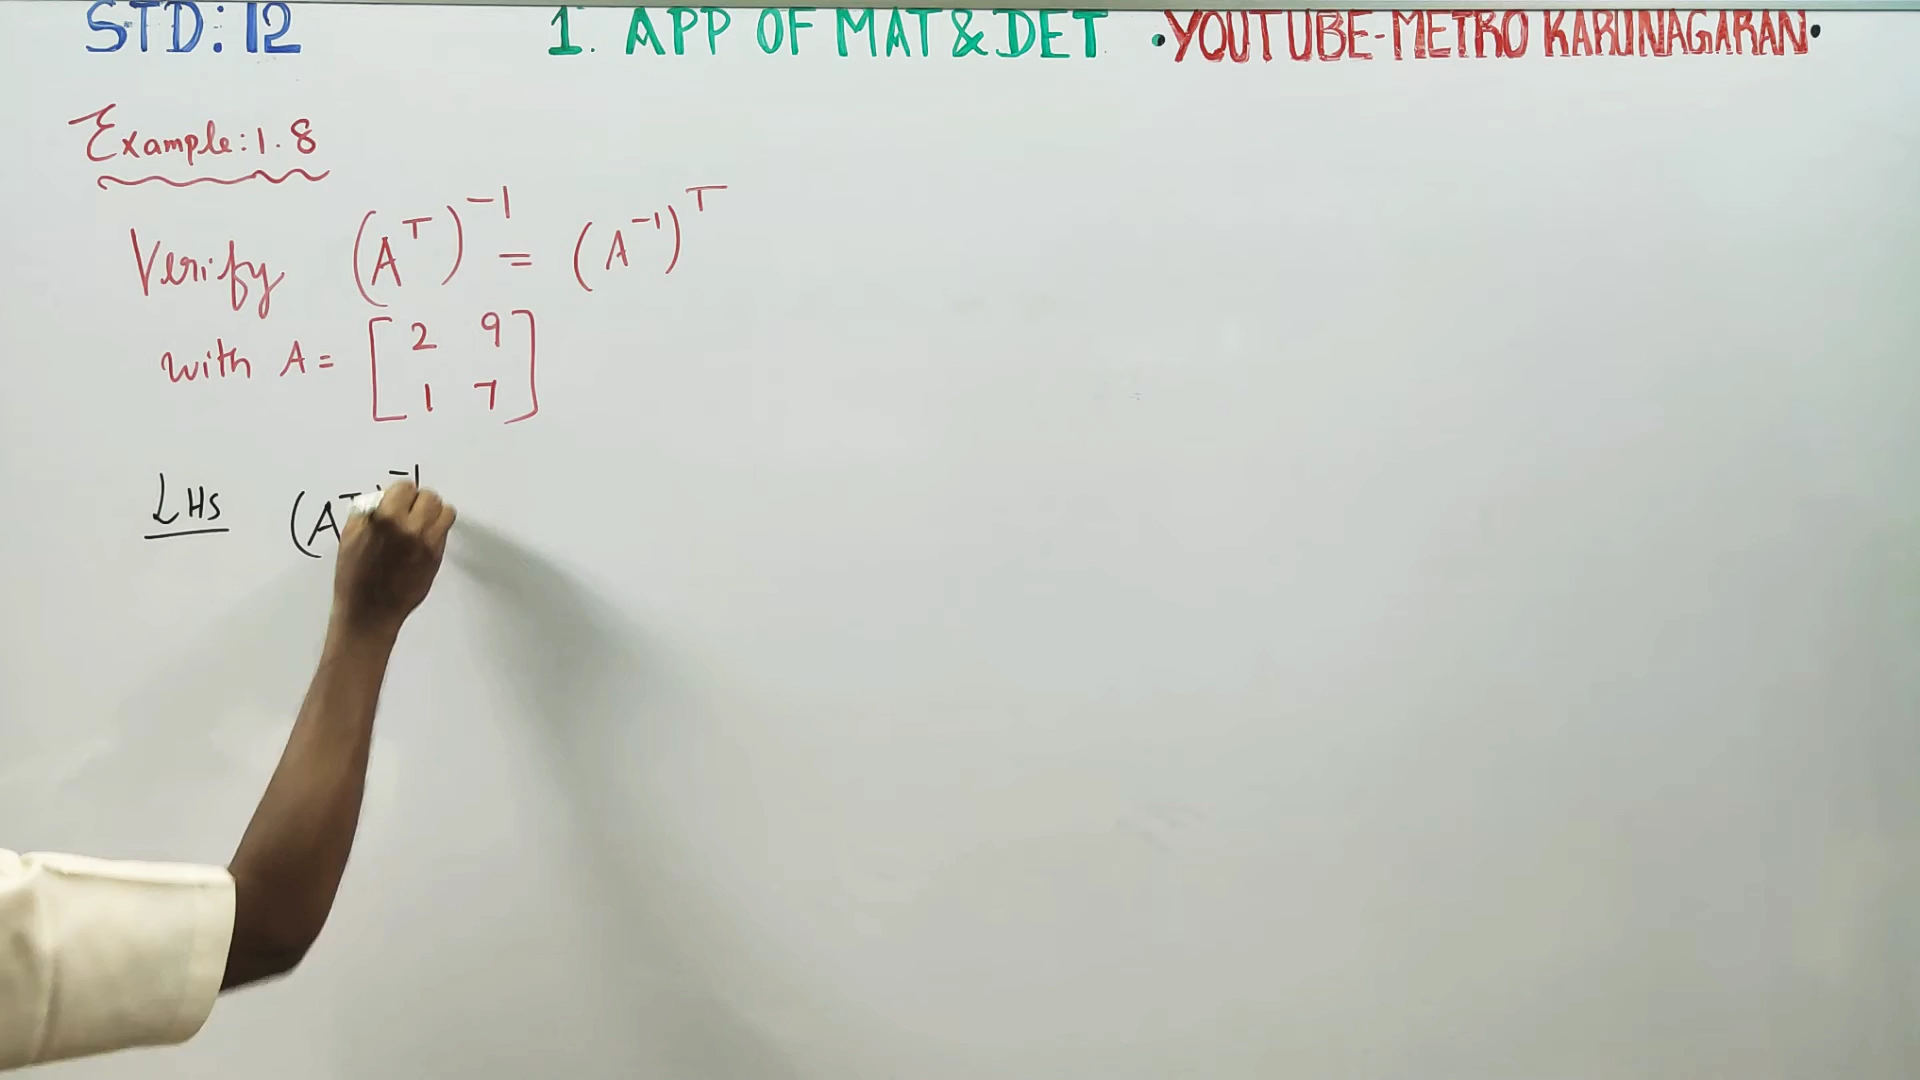 STD: 12 1. APP OF MAT & DET •YOUTUBE-METRO KARUNAGARAN•
Example: 1.8
Verify (A^T)^-1 = (A^-1)^T
with A = [2 9
1 7]
LHS (A^T)^-1